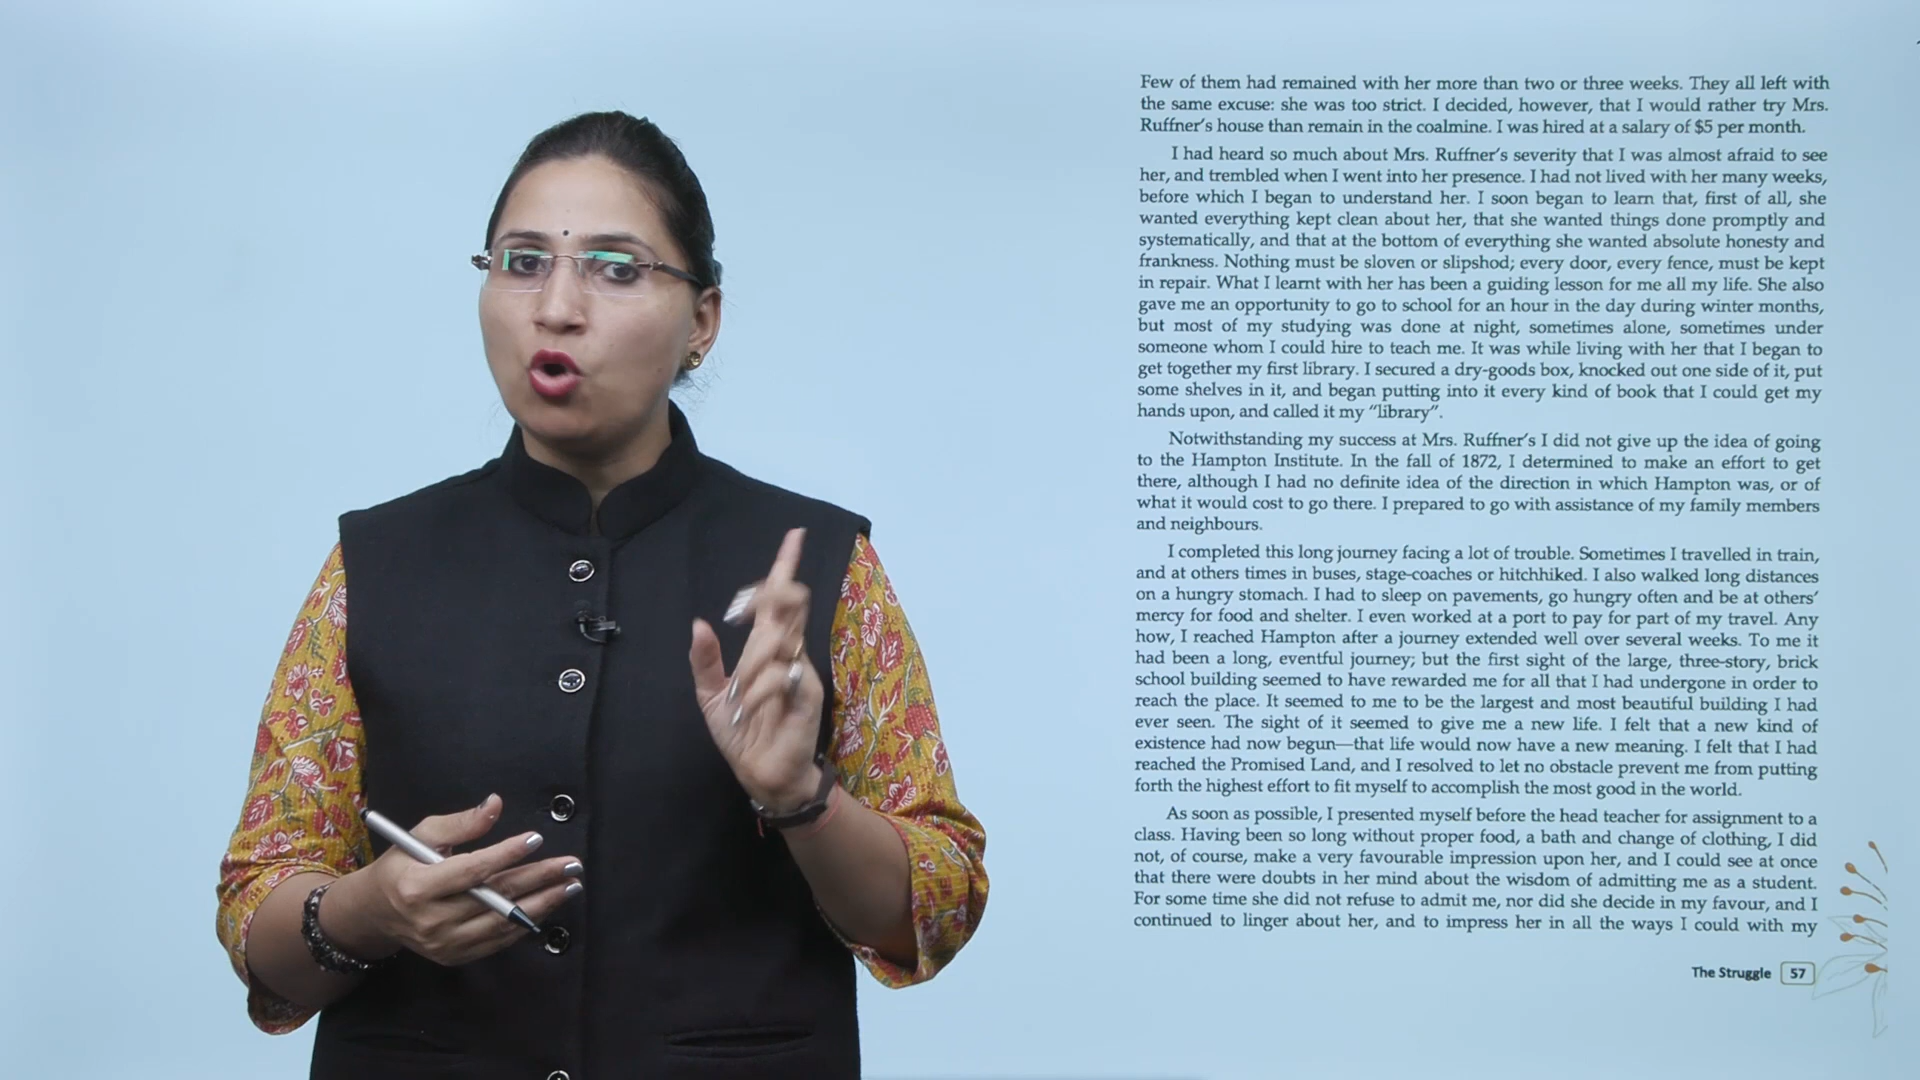 Few of them had remained with her more than two or three weeks. They all left with
the same excuse: she was too strict. I decided, however, that I would rather try Mrs.
Ruffner's house than remain in the coalmine. I was hired at a salary of $5 per month.
I had heard so much about Mrs. Ruffner's severity that I was almost afraid to see
her, and trembled when I went into her presence. I had not lived with her many weeks,
before which I began to understand her. I soon began to learn that, first of all, she
wanted everything kept clean about her, that she wanted things done promptly and
systematically, and that at the bottom of everything she wanted absolute honesty and
frankness. Nothing must be sloven or slipshod; every door, every fence, must be kept
in repair. What I learnt with her has been a guiding lesson for me all my life. She also
gave me an opportunity to go to school for an hour in the day during winter months,
but most of my studying was done at night, sometimes alone, sometimes under
someone whom I could hire to teach me. It was while living with her that I began to
get together my first library. I secured a dry-goods box, knocked out one side of it, put
some shelves in it, and began putting into it every kind of book that I could get my
hands upon, and called it my "library".
Notwithstanding my success at Mrs. Ruffner's I did not give up the idea of going
to the Hampton Institute. In the fall of 1872, I determined to make an effort to get
there, although I had no definite idea of the direction in which Hampton was, or of
what it would cost to go there. I prepared to go with assistance of my family members
and neighbours.
I completed this long journey facing a lot of trouble. Sometimes I travelled in train,
and at others times in buses, stage-coaches or hitchhiked. I also walked long distances
on a hungry stomach. I had to sleep on pavements, go hungry often and be at others'
mercy for food and shelter. I even worked at a port to pay for part of my travel. Any
how, I reached Hampton after a journey extended well over several weeks. To me it
had been a long, eventful journey; but the first sight of the large, three-story, brick
school building seemed to have rewarded me for all that I had undergone in order to
reach the place. It seemed to me to be the largest and most beautiful building I had
ever seen. The sight of it seemed to give me a new life. I felt that a new kind of
existence had now begun—that life would now have a new meaning. I felt that I had
reached the Promised Land, and I resolved to let no obstacle prevent me from putting
forth the highest effort to fit myself to accomplish the most good in the world.
As soon as possible, I presented myself before the head teacher for assignment to a
class. Having been so long without proper food, a bath and change of clothing, I did
not, of course, make a very favourable impression upon her, and I could see at once
that there were doubts in her mind about the wisdom of admitting me as a student.
For some time she did not refuse to admit me, nor did she decide in my favour, and I
continued to linger about her, and to impress her in all the ways I could with my
The Struggle 57